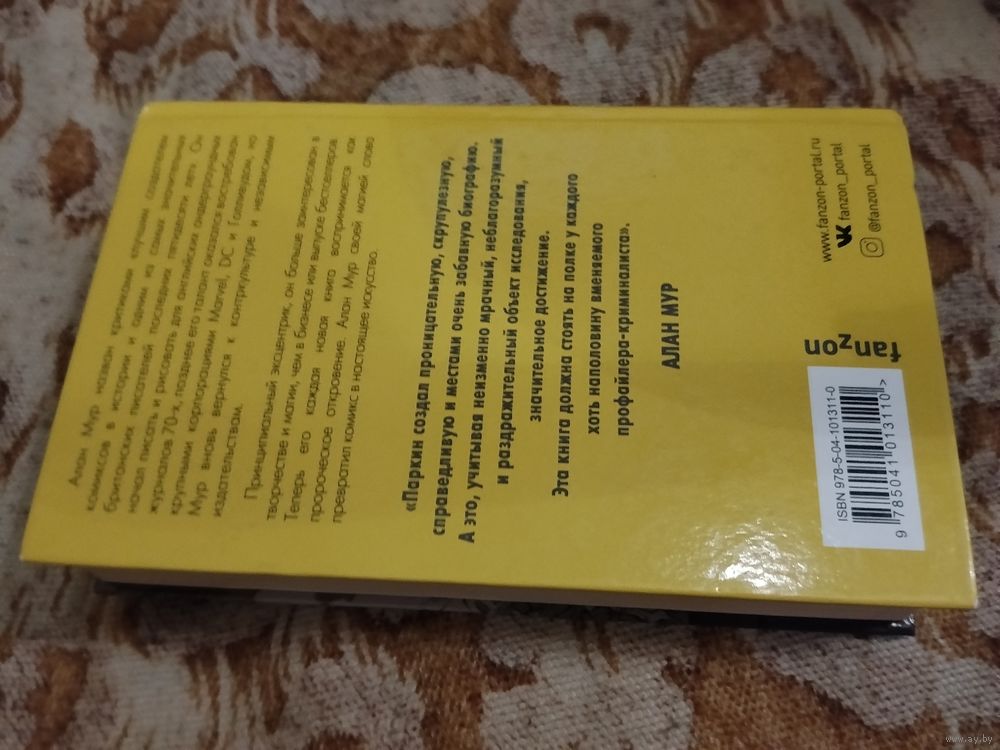 Алан Мур назван критиками лучшим создателем
комиксов в истории и одним из самых значительных
британских писателей последних пятидесяти лет. Он
начал писать и рисовать для английских андеграундных
журналов 70-х, позднее его талант оказался востребован
крупными корпорациями Marvel, DC и Голливудом, но
Мур вновь вернулся к контркультуре и независимым
издательствам.
Принципиальный эксцентрик, он больше заинтересован в
творчестве и магии, чем в бизнесе или выпуске бестселлеров.
Теперь его каждая новая книга воспринимается как
пророческое откровение. Алан Мур своей магией слова
превратил комикс в настоящее искусство.
«Паркин создал проницательную, скрупулезную,
справедливую и местами очень забавную биографию.
А это, учитывая неизменно мрачный, неблагоразумный
и раздражительный объект исследования,
значительное достижение.
Эта книга должна стоять на полке у каждого
хоть наполовину вменяемого
профайлера-криминалиста».
АЛАН МУР
www.fanzon-portal.ru
fanzon_portal
@fanzon_portal
fanzon
ISBN 978-5-04-101311-0
9 785041 013110 >
www.ay.by